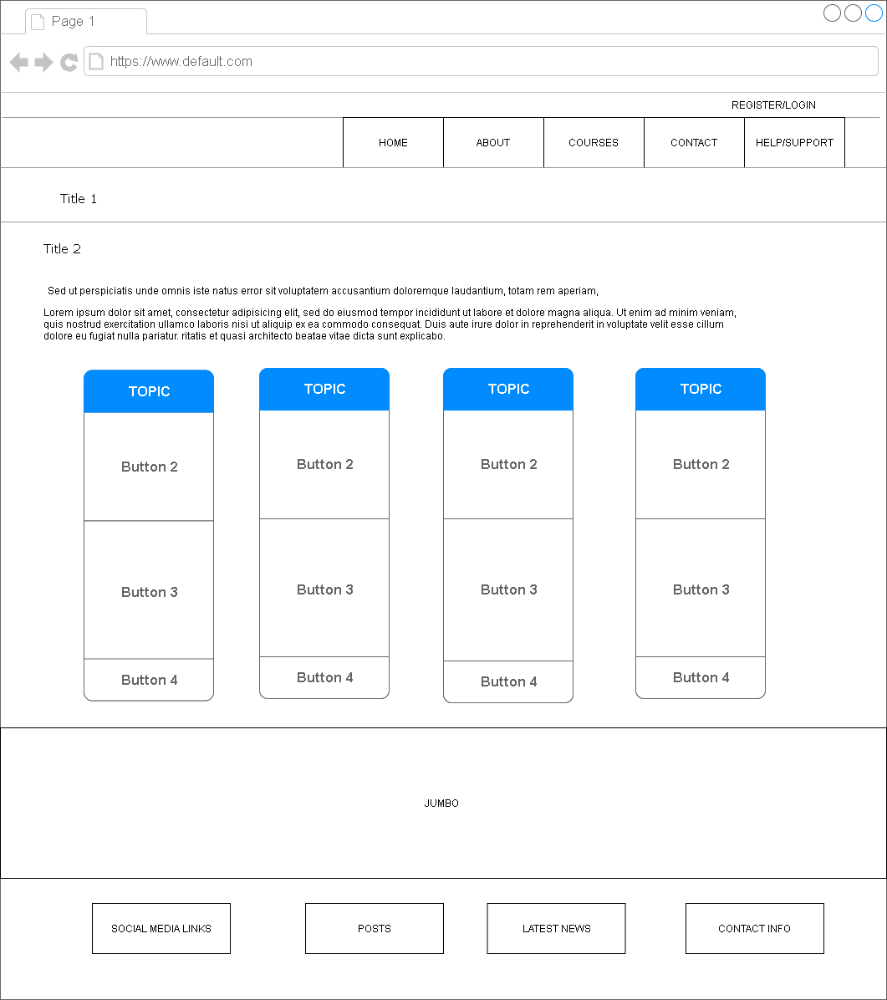 Page 1
https://www.default.com
REGISTER/LOGIN
HOME
ABOUT
COURSES
CONTACT
HELP/SUPPORT
Title 1
Title 2
Sed ut perspiciatis unde omnis iste natus error sit voluptatem accusantium doloremque laudantium, totam rem aperiam,
Lorem ipsum dolor sit amet, consectetur adipisicing elit, sed do eiusmod tempor incididunt ut labore et dolore magna aliqua. Ut enim ad minim veniam,
quis nostrud exercitation ullamco laboris nisi ut aliquip ex ea commodo consequat. Duis aute irure dolor in reprehenderit in voluptate velit esse cillum
dolore eu fugiat nulla pariatur. ritatis et quasi architecto beatae vitae dicta sunt explicabo.
TOPIC
Button 2
Button 3
Button 4
TOPIC
Button 2
Button 3
Button 4
TOPIC
Button 2
Button 3
Button 4
TOPIC
Button 2
Button 3
Button 4
JUMBO
SOCIAL MEDIA LINKS
POSTS
LATEST NEWS
CONTACT INFO